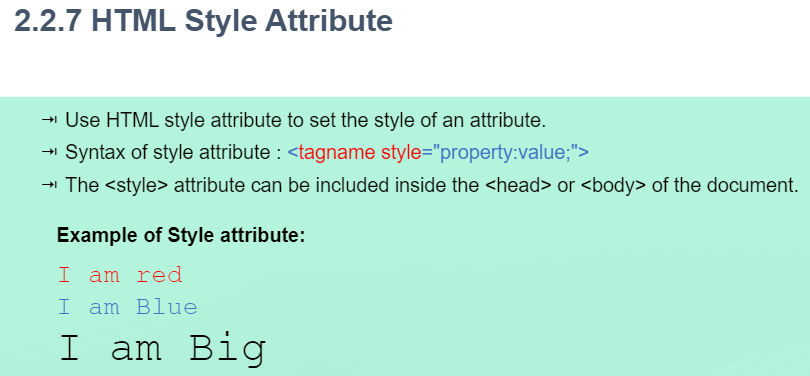 2.2.7 HTML Style Attribute
Use HTML style attribute to set the style of an attribute.
Syntax of style attribute : <tagname style="property:value;">
The <style> attribute can be included inside the <head> or <body> of the document.
Example of Style attribute:
I am red
I am Blue
I am Big